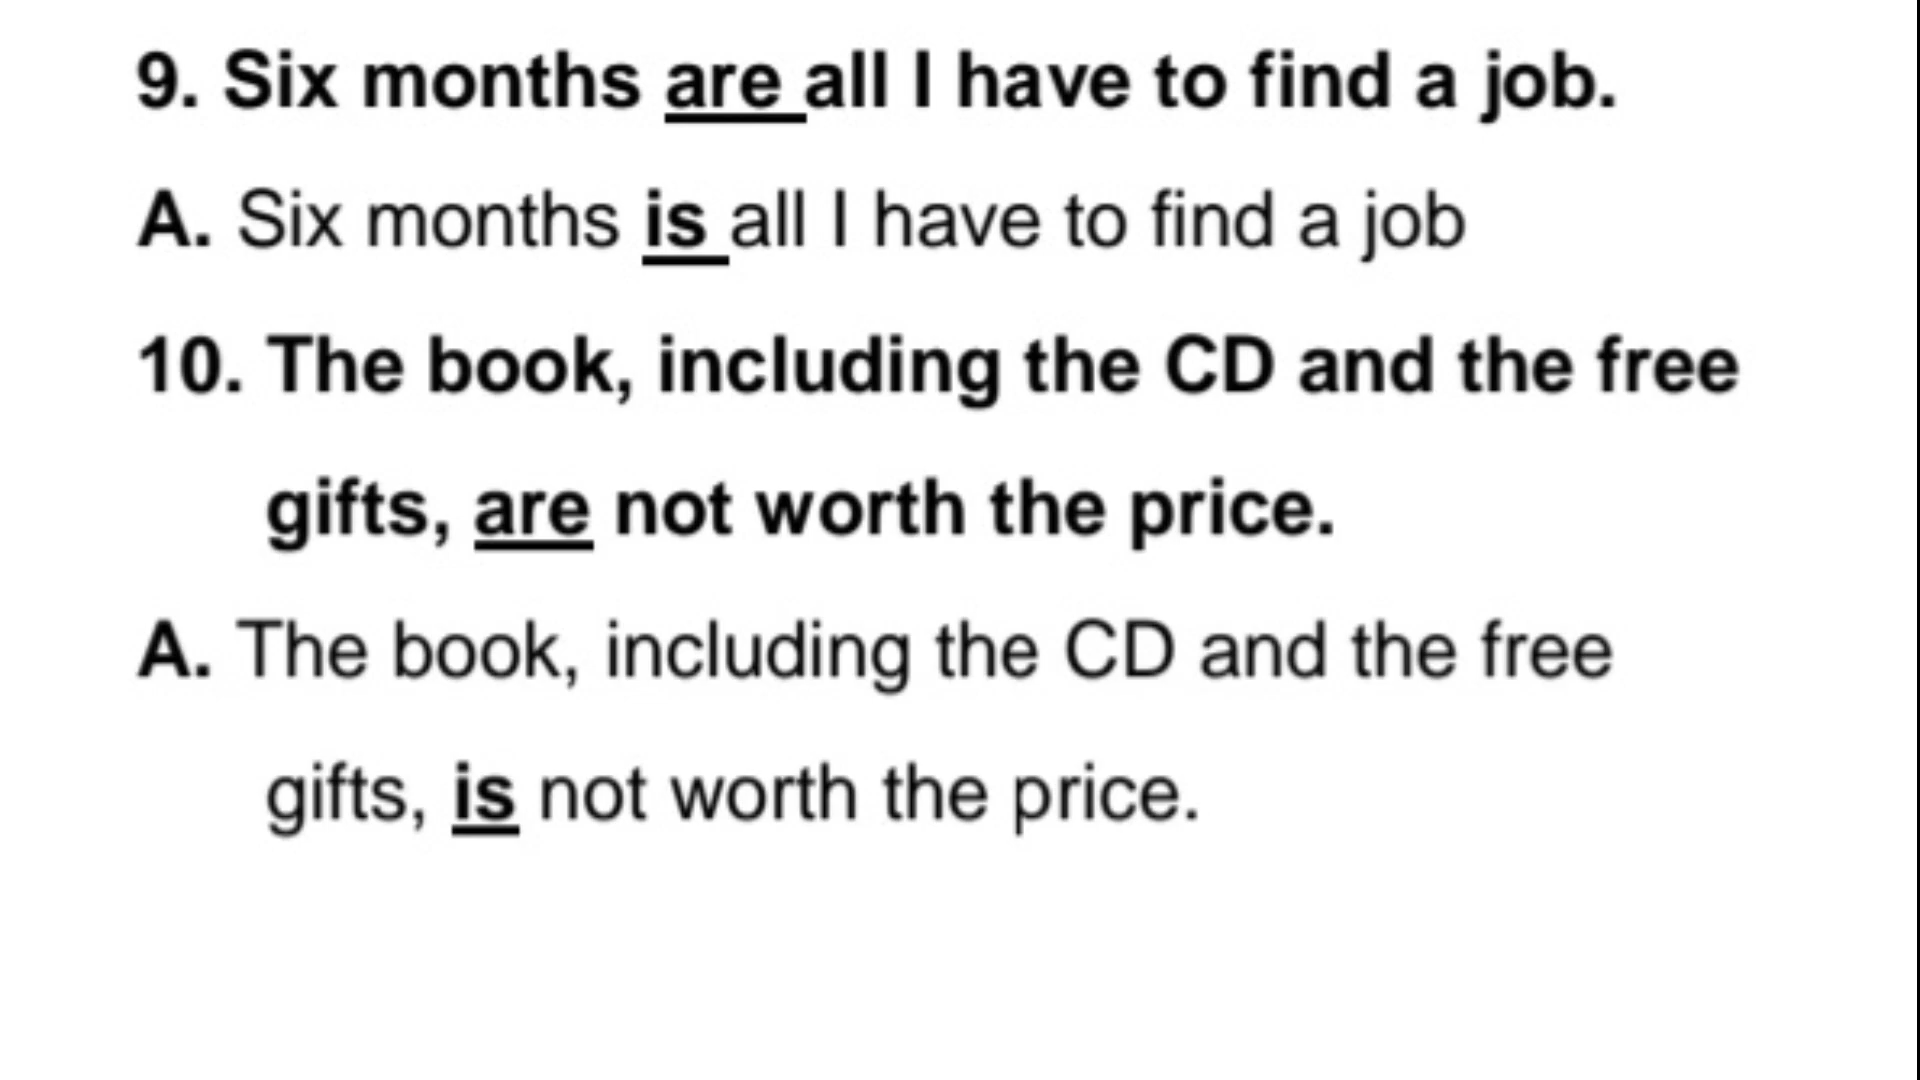 9. Six months are all I have to find a job.
A. Six months is all I have to find a job
10. The book, including the CD and the free
gifts, are not worth the price.
A. The book, including the CD and the free
gifts, is not worth the price.